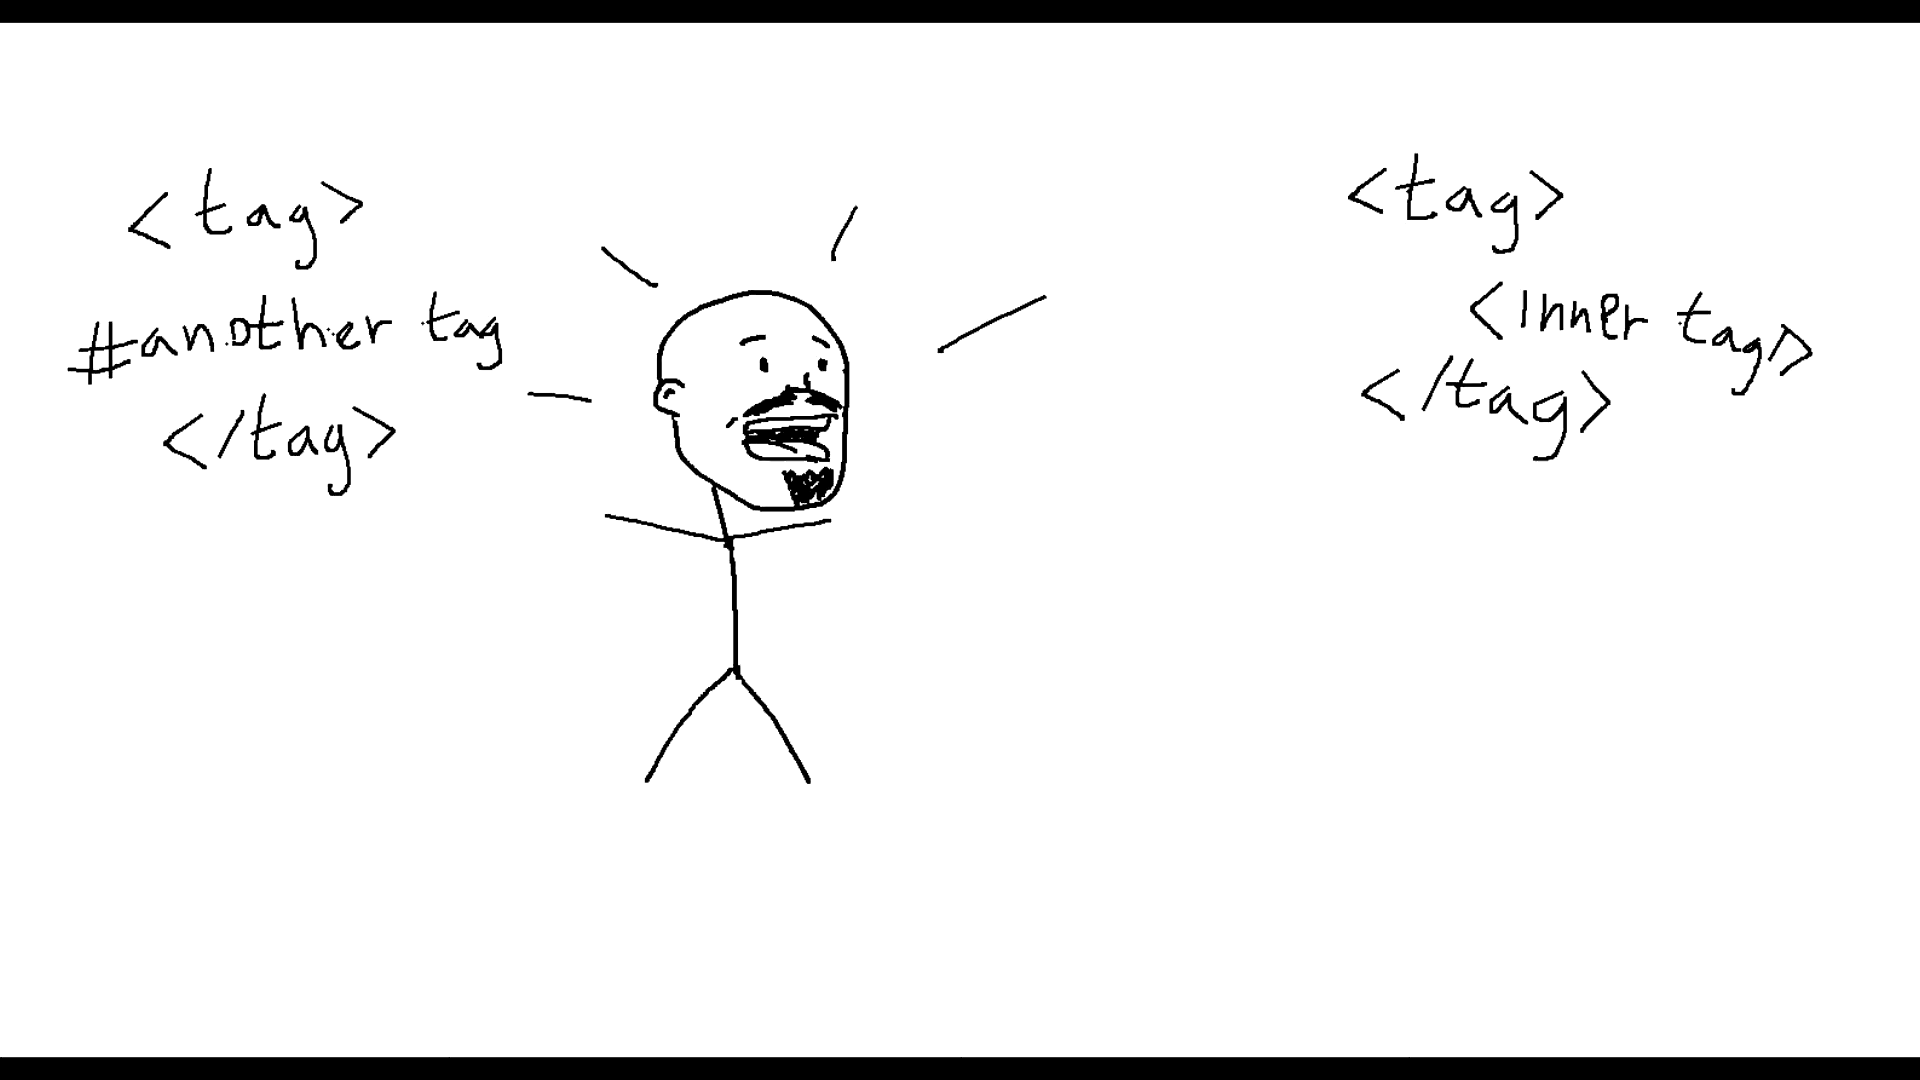 <tag>
#another tag
</tag>
<tag>
<inner tag>
</tag>